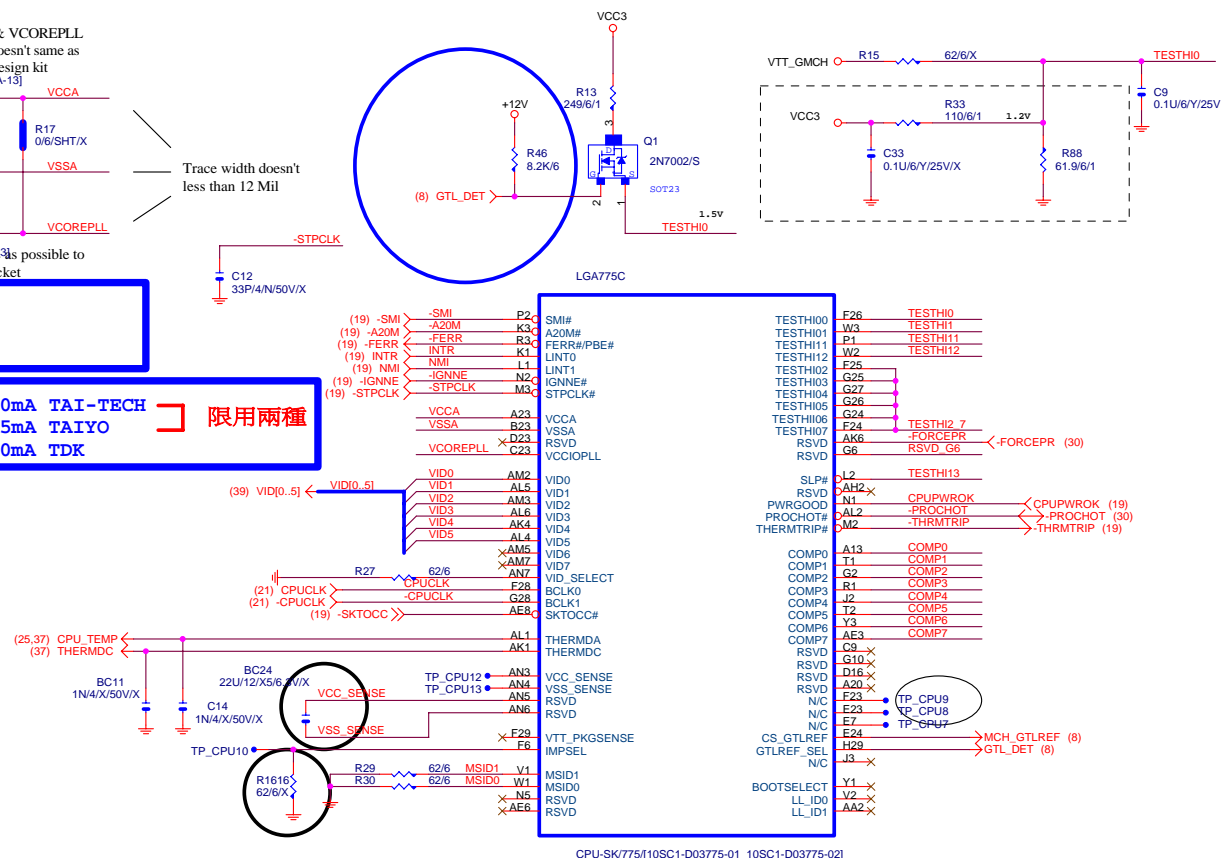 & VCOREPLL
doesn't same as
design kit
A-13]
VCCA
R17
0/6/SHT/X
VSSA
VCOREPLL
as possible to
Trace width doesn't
less than 12 Mil
-STPCLK
C12
33P/4/N/50V/X
+12V
R46
8.2K/6
(8) GTL_DET
VCC3
R13
249/6/1
3
D
G
S
Q1
2N7002/S
SOT23
2
1
1.5V
TESTHI0
VTT_GMCH
R15
62/6/X
TESTHI0
C9
0.1U/6/Y/25V
VCC3
R33
110/6/1
1.2V
C33
0.1U/6/Y/25V/X
R88
61.9/6/1
0mA TAI-TECH
5mA TAIYO
0mA TDK
限用兩種
LGA775C
(19) -SMI -SMI P2 SMI#
(19) -A20M -A20M K3 A20M#
(19) -FERR -FERR R3 FERR#/PBE#
(19) INTR INTR K1 LINT0
(19) NMI NMI L1 LINT1
(19) -IGNNE -IGNNE N2 IGNNE#
(19) -STPCLK -STPCLK M3 STPCLK#
VCCA A23 VCCA
VSSA B23 VSSA
D23 RSVD
VCOREPLL C23 VCCIOPLL
VID0 AM2 VID0
(39) VID[0..5] VID[0..5] VID1 AL5 VID1
VID2 AM3 VID2
VID3 AL6 VID3
VID4 AK4 VID4
VID5 AL4 VID5
AM5 VID6
AM7 VID7
R27 62/6 AN7 VID_SELECT
(21) CPUCLK CPUCLK F28 BCLK0
(21) -CPUCLK -CPUCLK G28 BCLK1
(19) -SKTOCC AE8 SKTOCC#
(25,37) CPU_TEMP AL1 THERMDA
(37) THERMDC AK1 THERMDC
BC11
1N/4/X/50V/X
C14
1N/4/X/50V/X
BC24
22U/12/X5/6.3V/X
TP_CPU12 AN3 VCC_SENSE
TP_CPU13 AN4 VSS_SENSE
VCC_SENSE AN5 RSVD
VSS_SENSE AN6 RSVD
F29 VTT_PKGSENSE
TP_CPU10 F6 IMPSEL
R1616
62/6/X
R29 62/6 MSID1 V1 MSID1
R30 62/6 MSID0 W1 MSID0
N5 RSVD
AE6 RSVD
TESTHI00 F26 TESTHI0
TESTHI01 W3 TESTHI1
TESTHI11 P1 TESTHI11
TESTHI12 W2 TESTHI12
TESTHI02 F25
TESTHI03 G25
TESTHI04 G27
TESTHI05 G26
TESTHII06 G24
TESTHI07 F24 TESTHI2_7
RSVD AK6 -FORCEPR -FORCEPR (30)
RSVD G6 RSVD_G6
SLP# L2 TESTHI13
RSVD AH2
PWRGOOD N1 CPUPWROK CPUPWROK (19)
PROCHOT# AL2 -PROCHOT -PROCHOT (30)
THERMTRIP# M2 -THRMTRIP -THRMTRIP (19)
COMP0 A13 COMP0
COMP1 T1 COMP1
COMP2 G2 COMP2
COMP3 R1 COMP3
COMP4 J2 COMP4
COMP5 T2 COMP5
COMP6 Y3 COMP6
COMP7 AE3 COMP7
RSVD C9
RSVD G10
RSVD D16
RSVD A20
N/C F23 TP_CPU9
N/C E23 TP_CPU8
N/C E7 TP_CPU7
CS_GTLREF E24 MCH_GTLREF (8)
GTLREF_SEL H29 GTL_DET (8)
N/C J3
BOOTSELECT Y1
LL_ID0 V2
LL_ID1 AA2
CPU-SK/775/[10SC1-D03775-01 10SC1-D03775-02]